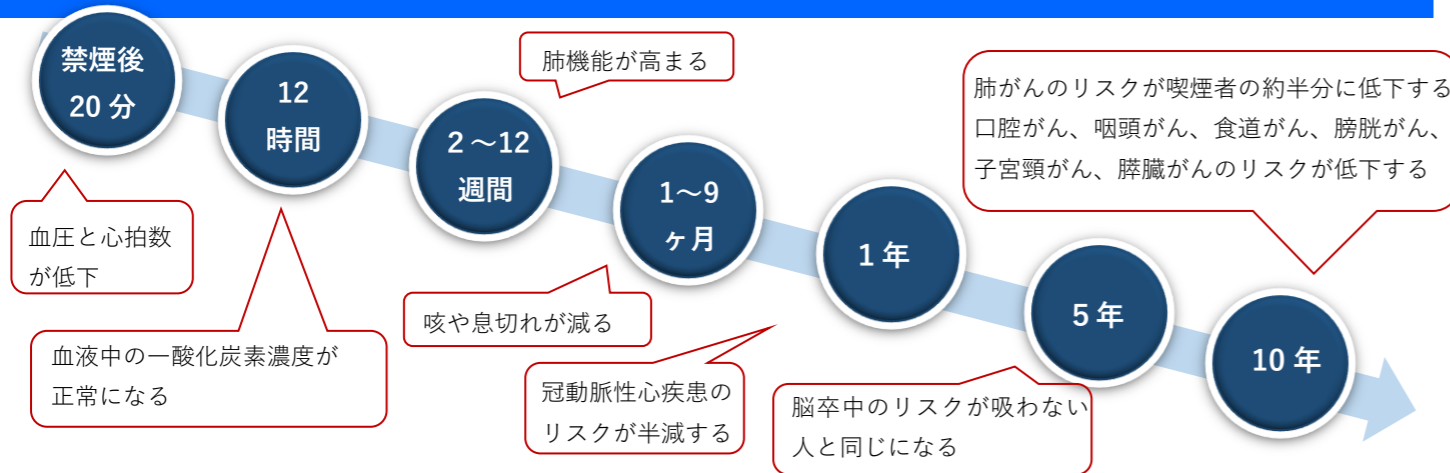 禁煙後
20 分
血圧と心拍数
が低下
12
時間
血液中の一酸化炭素濃度が
正常になる
2 ～12
週間
肺機能が高まる
1～9
ヶ月
咳や息切れが減る
1 年
冠動脈性心疾患の
リスクが半減する
5 年
脳卒中のリスクが吸わない
人と同じになる
10 年
肺がんのリスクが喫煙者の約半分に低下する
口腔がん、咽頭がん、食道がん、膀胱がん、
子宮頸がん、膵臓がんのリスクが低下する